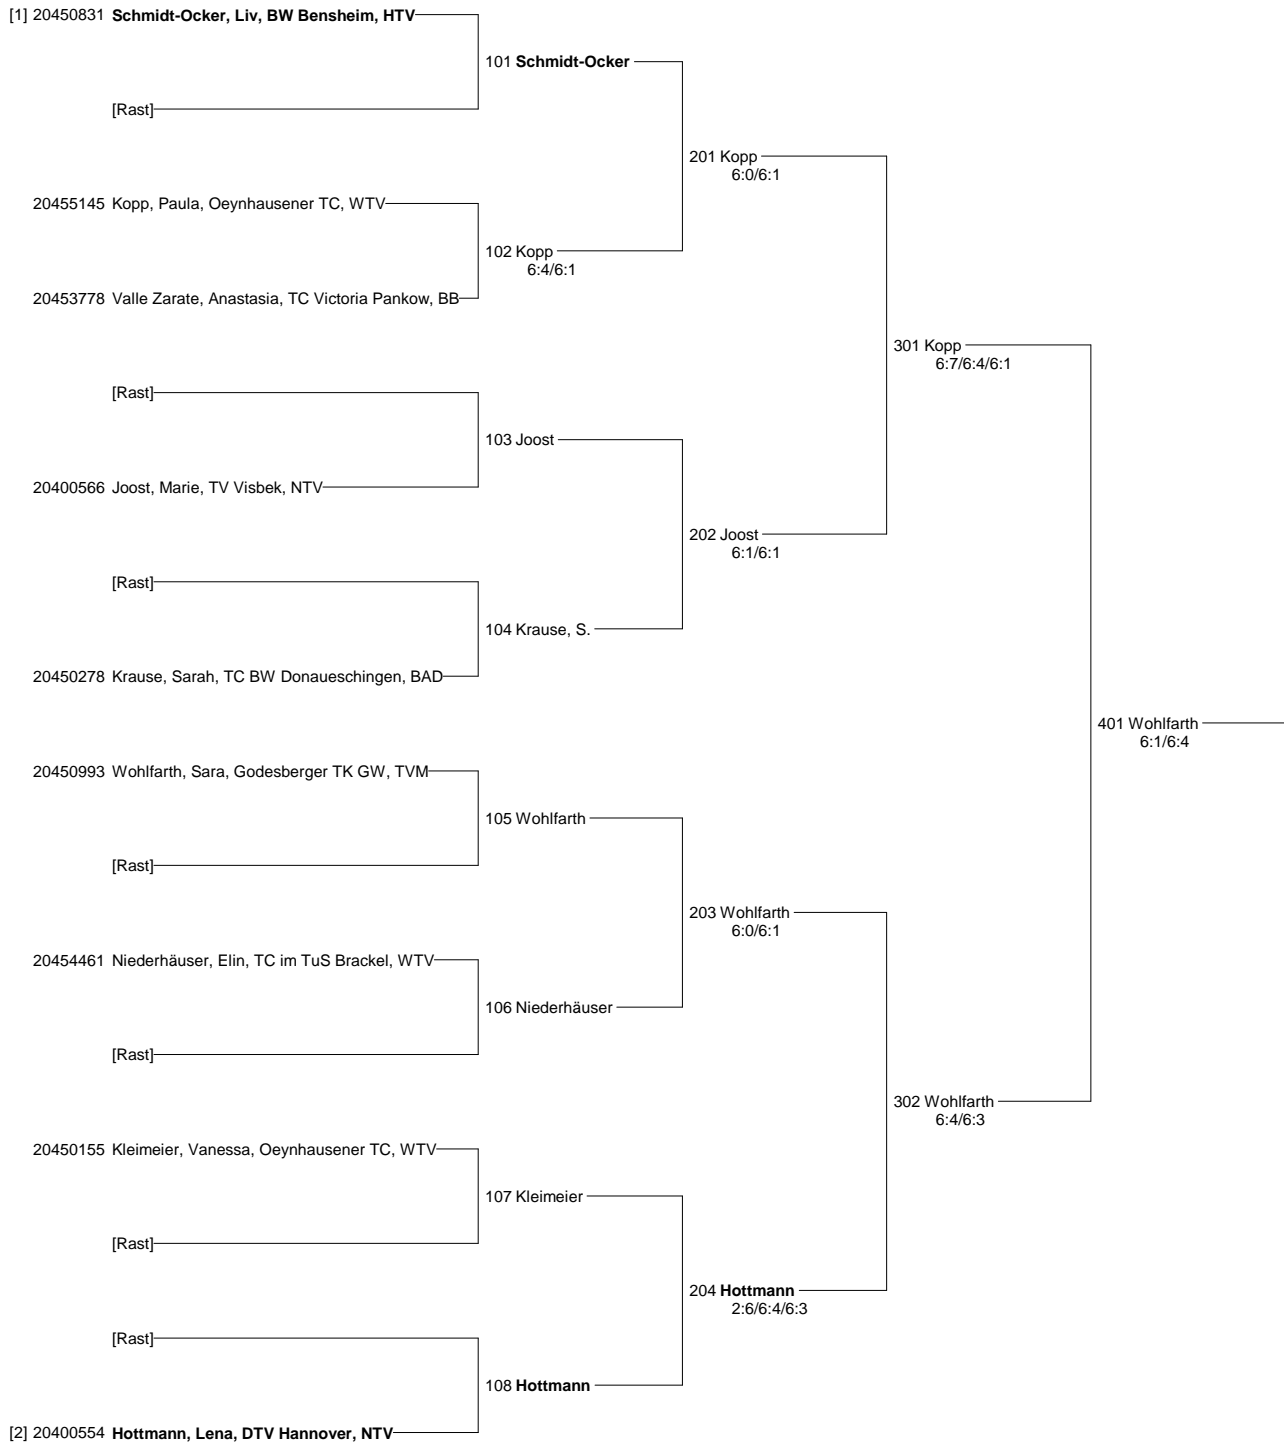 [1] 20450831 Schmidt-Ocker, Liv, BW Bensheim, HTV
101 Schmidt-Ocker
[Rast]
201 Kopp
6:0/6:1
20455145 Kopp, Paula, Oeynhausener TC, WTV
102 Kopp
6:4/6:1
20453778 Valle Zarate, Anastasia, TC Victoria Pankow, BB
301 Kopp
6:7/6:4/6:1
[Rast]
103 Joost
20400566 Joost, Marie, TV Visbek, NTV
202 Joost
6:1/6:1
[Rast]
104 Krause, S.
20450278 Krause, Sarah, TC BW Donaueschingen, BAD
401 Wohlfarth
6:1/6:4
20450993 Wohlfarth, Sara, Godesberger TK GW, TVM
105 Wohlfarth
[Rast]
203 Wohlfarth
6:0/6:1
20454461 Niederhäuser, Elin, TC im TuS Brackel, WTV
106 Niederhäuser
[Rast]
302 Wohlfarth
6:4/6:3
20450155 Kleimeier, Vanessa, Oeynhausener TC, WTV
107 Kleimeier
[Rast]
204 Hottmann
2:6/6:4/6:3
[Rast]
108 Hottmann
[2] 20400554 Hottmann, Lena, DTV Hannover, NTV